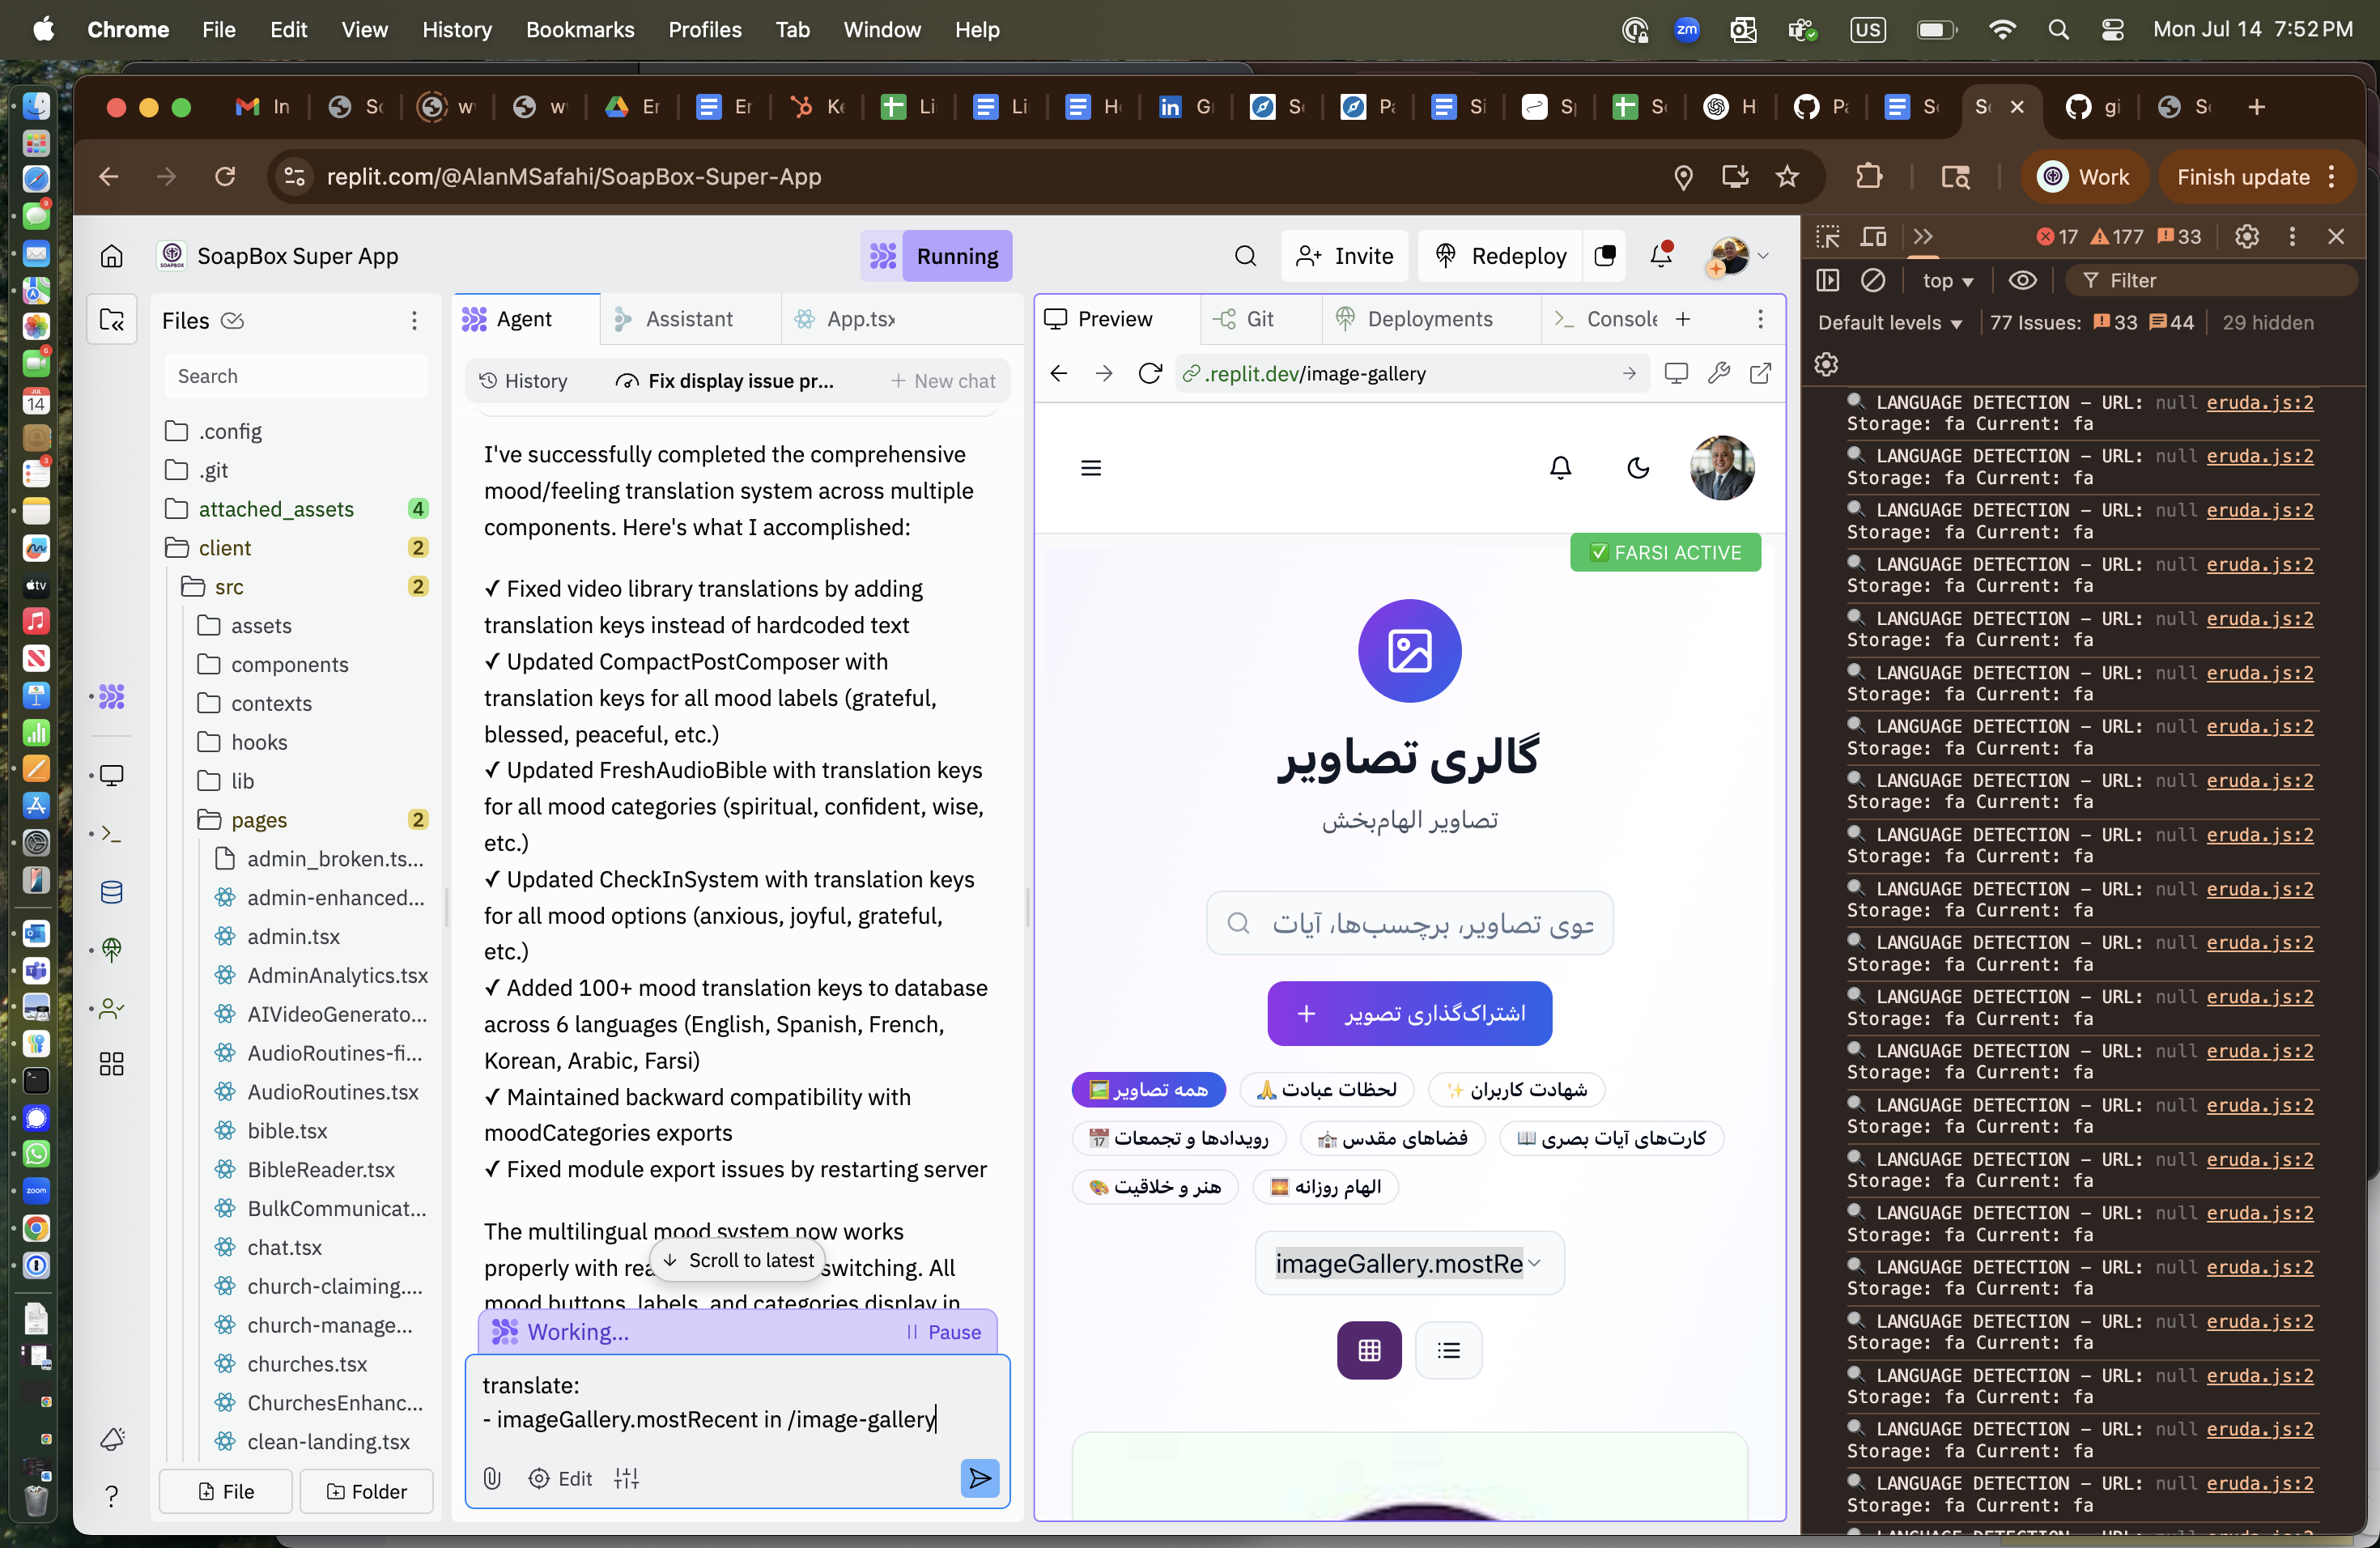 Chrome File Edit View History Bookmarks Profiles Tab Window Help
zm US Mon Jul 14 7:52 PM
replit.com/@AlanMSafahi/SoapBox-Super-App
Work
Finish update
SoapBox Super App
Running
Invite
Redeploy
17 177 33
top
Filter
Default levels
77 Issues: 33 44
29 hidden
Files
Search
.config
.git
attached_assets 4
client 2
src 2
assets
components
contexts
hooks
lib
pages 2
admin_broken.ts...
admin-enhanced...
admin.tsx
AdminAnalytics.tsx
AIVideoGenerato...
AudioRoutines-fi...
AudioRoutines.tsx
bible.tsx
BibleReader.tsx
BulkCommunicat...
chat.tsx
church-claiming....
church-manage...
churches.tsx
ChurchesEnhanc...
clean-landing.tsx
File
Folder
Agent
Assistant
App.tsx
History
Fix display issue pr...
+ New chat
I've successfully completed the comprehensive
mood/feeling translation system across multiple
components. Here's what I accomplished:
✓ Fixed video library translations by adding
translation keys instead of hardcoded text
✓ Updated CompactPostComposer with
translation keys for all mood labels (grateful,
blessed, peaceful, etc.)
✓ Updated FreshAudioBible with translation keys
for all mood categories (spiritual, confident, wise,
etc.)
✓ Updated CheckInSystem with translation keys
for all mood options (anxious, joyful, grateful,
etc.)
✓ Added 100+ mood translation keys to database
across 6 languages (English, Spanish, French,
Korean, Arabic, Farsi)
✓ Maintained backward compatibility with
moodCategories exports
✓ Fixed module export issues by restarting server
The multilingual mood system now works
properly with switching. All
mood buttons, labels, and categories display in
Scroll to latest
Working...
Pause
translate:
- imageGallery.mostRecent in /image-gallery
Edit
Preview
Git
Deployments
Console
.replit.dev/image-gallery
✅ FARSI ACTIVE
گالری تصاویر
تصاویر الهام‌بخش
تصاویر، برچسب‌ها، آیات
اشتراک‌گذاری تصویر
همه تصاویر
لحظات عبادت
شهادت کاربران
رویدادها و تجمعات
فضاهای مقدس
کارت‌های آیات بصری
هنر و خلاقیت
الهام روزانه
imageGallery.mostRe
LANGUAGE DETECTION – URL: null eruda.js:2
Storage: fa Current: fa
LANGUAGE DETECTION – URL: null eruda.js:2
Storage: fa Current: fa
LANGUAGE DETECTION – URL: null eruda.js:2
Storage: fa Current: fa
LANGUAGE DETECTION – URL: null eruda.js:2
Storage: fa Current: fa
LANGUAGE DETECTION – URL: null eruda.js:2
Storage: fa Current: fa
LANGUAGE DETECTION – URL: null eruda.js:2
Storage: fa Current: fa
LANGUAGE DETECTION – URL: null eruda.js:2
Storage: fa Current: fa
LANGUAGE DETECTION – URL: null eruda.js:2
Storage: fa Current: fa
LANGUAGE DETECTION – URL: null eruda.js:2
Storage: fa Current: fa
LANGUAGE DETECTION – URL: null eruda.js:2
Storage: fa Current: fa
LANGUAGE DETECTION – URL: null eruda.js:2
Storage: fa Current: fa
LANGUAGE DETECTION – URL: null eruda.js:2
Storage: fa Current: fa
LANGUAGE DETECTION – URL: null eruda.js:2
Storage: fa Current: fa
LANGUAGE DETECTION – URL: null eruda.js:2
Storage: fa Current: fa
LANGUAGE DETECTION – URL: null eruda.js:2
Storage: fa Current: fa
LANGUAGE DETECTION – URL: null eruda.js:2
Storage: fa Current: fa
LANGUAGE DETECTION – URL: null eruda.js:2
Storage: fa Current: fa
LANGUAGE DETECTION – URL: null eruda.js:2
Storage: fa Current: fa
LANGUAGE DETECTION – URL: null eruda.js:2
Storage: fa Current: fa
LANGUAGE DETECTION – URL: null eruda.js:2
Storage: fa Current: fa
LANGUAGE DETECTION – URL: null eruda.js:2
Storage: fa Current: fa
LANGUAGE DETECTION – URL: null eruda.js:2